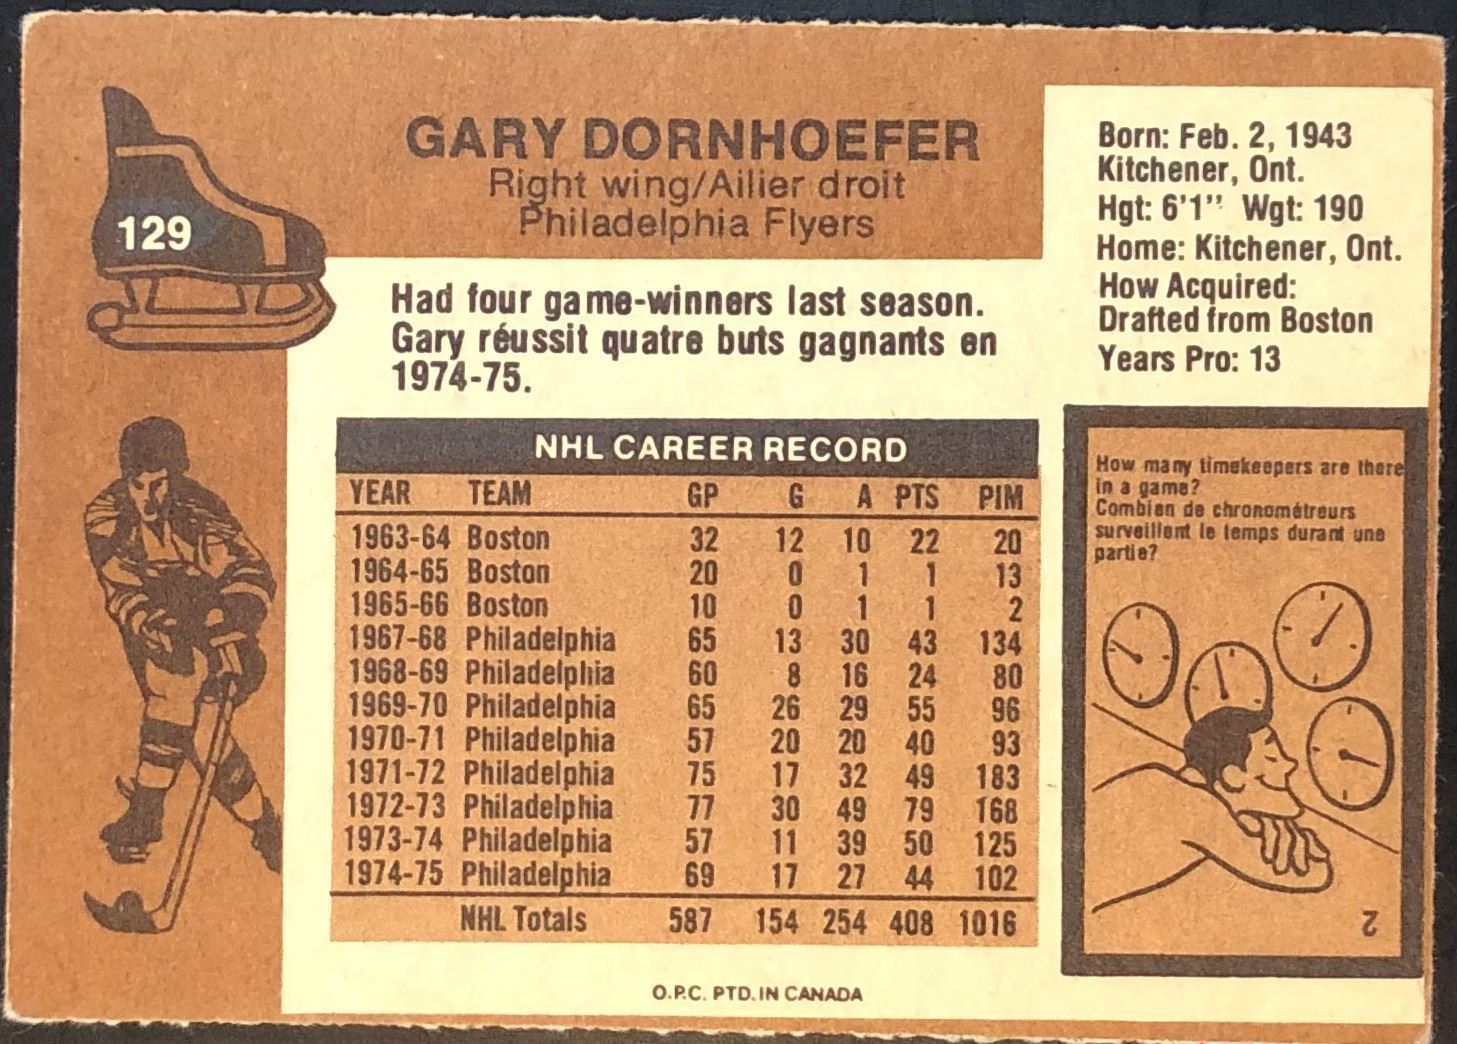 GARY DORNHOEFER
Right wing/Ailier droit
Philadelphia Flyers
129
Born: Feb. 2, 1943
Kitchener, Ont.
Hgt: 6'1" Wgt: 190
Home: Kitchener, Ont.
How Acquired:
Drafted from Boston
Years Pro: 13
Had four game-winners last season.
Gary réussit quatre buts gagnants en
1974-75.
NHL CAREER RECORD
YEAR TEAM GP G A PTS PIM
1963-64 Boston 32 12 10 22 20
1964-65 Boston 20 0 1 1 13
1965-66 Boston 10 0 1 1 2
1967-68 Philadelphia 65 13 30 43 134
1968-69 Philadelphia 60 8 16 24 80
1969-70 Philadelphia 65 26 29 55 96
1970-71 Philadelphia 57 20 20 40 93
1971-72 Philadelphia 75 17 32 49 183
1972-73 Philadelphia 77 30 49 79 168
1973-74 Philadelphia 57 11 39 50 125
1974-75 Philadelphia 69 17 27 44 102
NHL Totals 587 154 254 408 1016
How many timekeepers are there
in a game?
Combien de chronométreurs
surveillent le temps durant une
partie?
2
O.P.C. PTD. IN CANADA